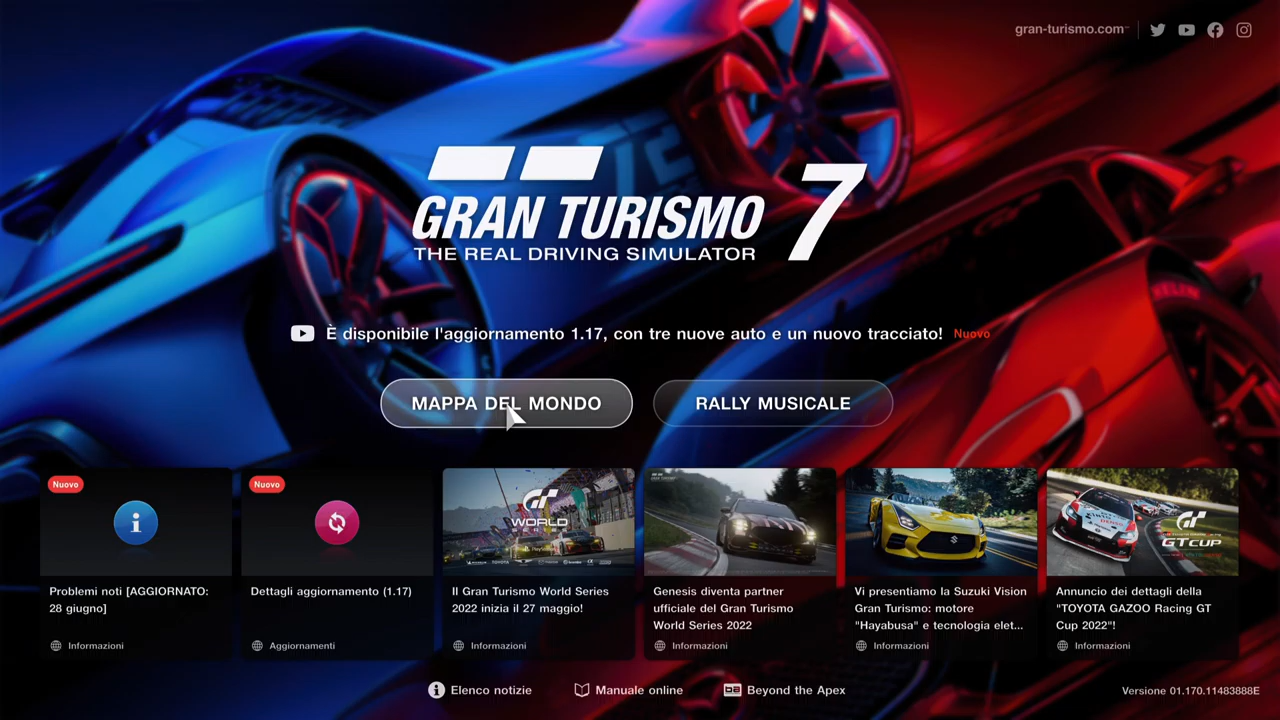 gran-turismo.com
GRAN TURISMO 7
THE REAL DRIVING SIMULATOR
È disponibile l'aggiornamento 1.17, con tre nuove auto e un nuovo tracciato! Nuovo
MAPPA DEL MONDO
RALLY MUSICALE
Nuovo
Problemi noti [AGGIORNATO:
28 giugno]
Informazioni
Nuovo
Dettagli aggiornamento (1.17)
Aggiornamenti
GT
WORLD
SERIES
Il Gran Turismo World Series
2022 inizia il 27 maggio!
Informazioni
Genesis diventa partner
ufficiale del Gran Turismo
World Series 2022
Informazioni
Vi presentiamo la Suzuki Vision
Gran Turismo: motore
"Hayabusa" e tecnologia elet...
Informazioni
GT
GT CUP
Annuncio dei dettagli della
"TOYOTA GAZOO Racing GT
Cup 2022"!
Informazioni
Elenco notizie
Manuale online
Beyond the Apex
Versione 01.170.11483888E